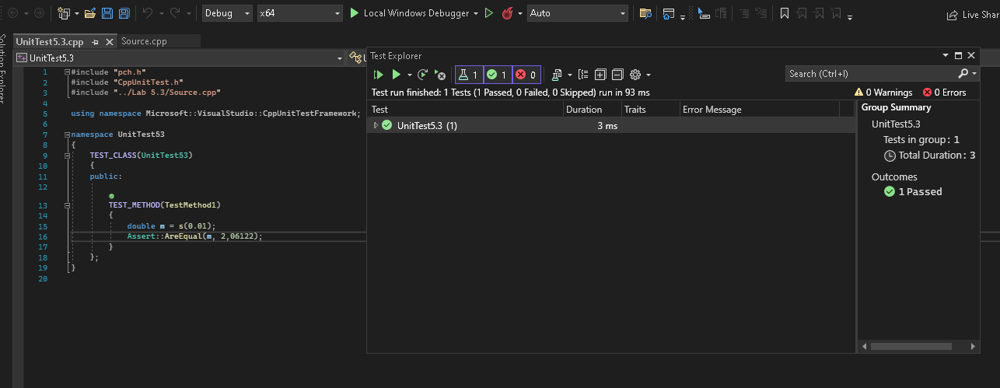 Debug
x64
Local Windows Debugger
Auto
Live Shar
Solution Explorer
UnitTest5.3.cpp
Source.cpp
UnitTest5.3
1 #include "pch.h"
2 #include "CppUnitTest.h"
3 #include "../Lab 5.3/Source.cpp"
4
5 using namespace Microsoft::VisualStudio::CppUnitTestFramework;
6
7 namespace UnitTest53
8 {
9 TEST_CLASS(UnitTest53)
10 {
11 public:
12
13 TEST_METHOD(TestMethod1)
14 {
15 double m = s(0.01);
16 Assert::AreEqual(m, 2,06122);
17 }
18 };
19 }
20
Test Explorer
1 1 0
Search (Ctrl+I)
Test run finished: 1 Tests (1 Passed, 0 Failed, 0 Skipped) run in 93 ms
0 Warnings 0 Errors
Test Duration Traits Error Message
UnitTest5.3 (1) 3 ms
Group Summary
UnitTest5.3
Tests in group: 1
Total Duration: 3
Outcomes
1 Passed